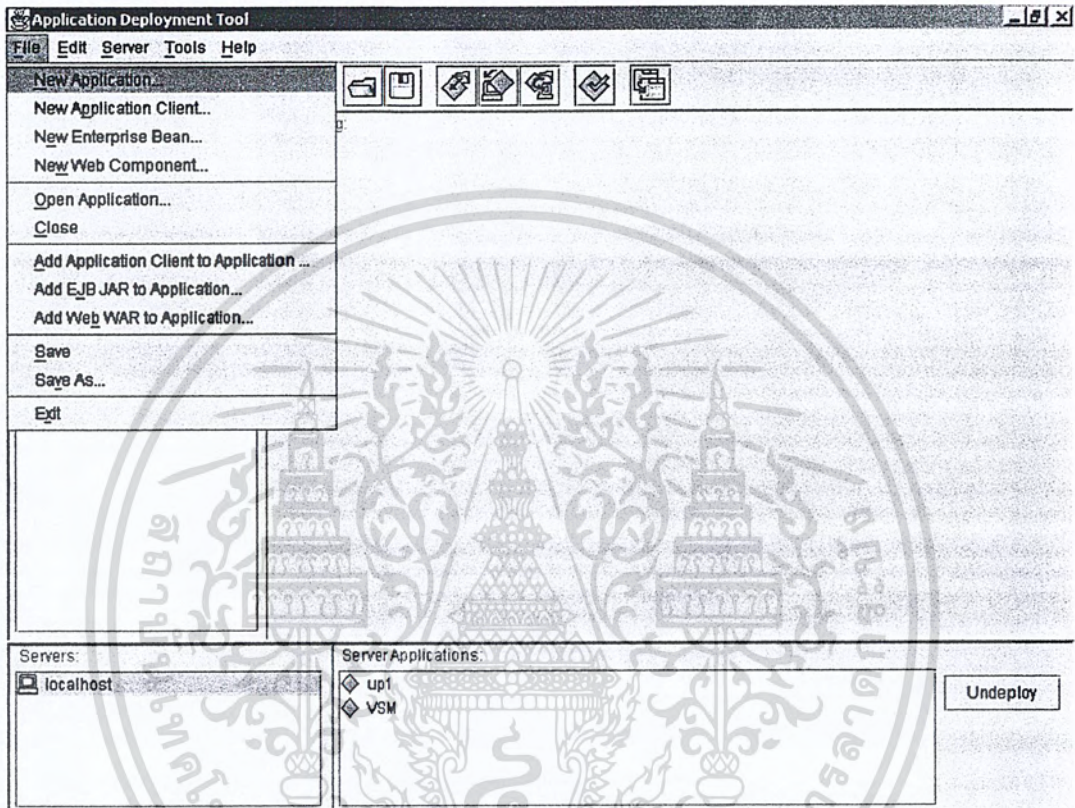 Application Deployment Tool
File Edit Server Tools Help
New Application...
New Application Client...
New Enterprise Bean...
New Web Component...
Open Application...
Close
Add Application Client to Application ...
Add EJB JAR to Application...
Add Web WAR to Application...
Save
Save As...
Exit
Servers:
localhost
ServerApplications:
up1
VSM
Undeploy